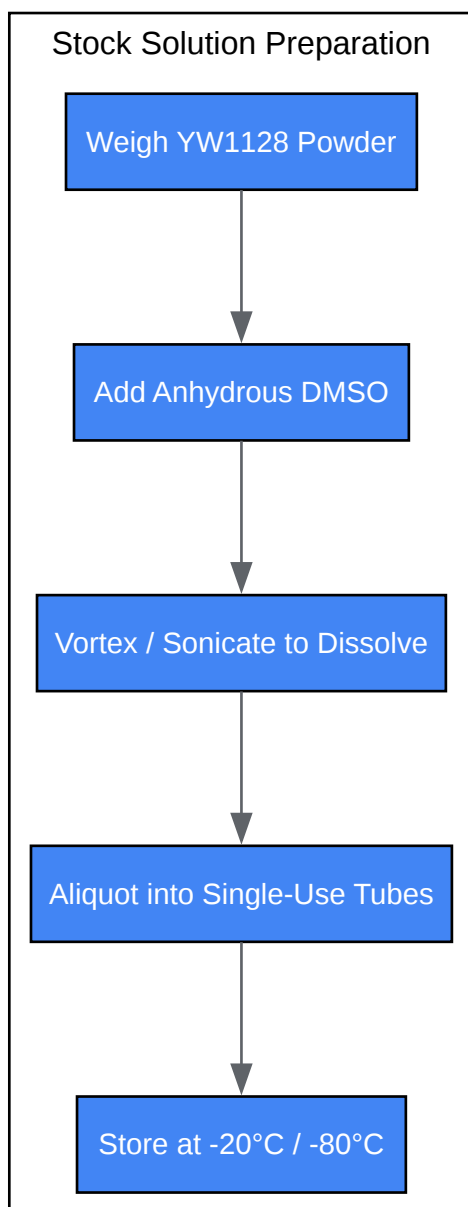 Stock Solution Preparation
Weigh YW1128 Powder
Add Anhydrous DMSO
Vortex / Sonicate to Dissolve
Aliquot into Single-Use Tubes
Store at -20°C / -80°C